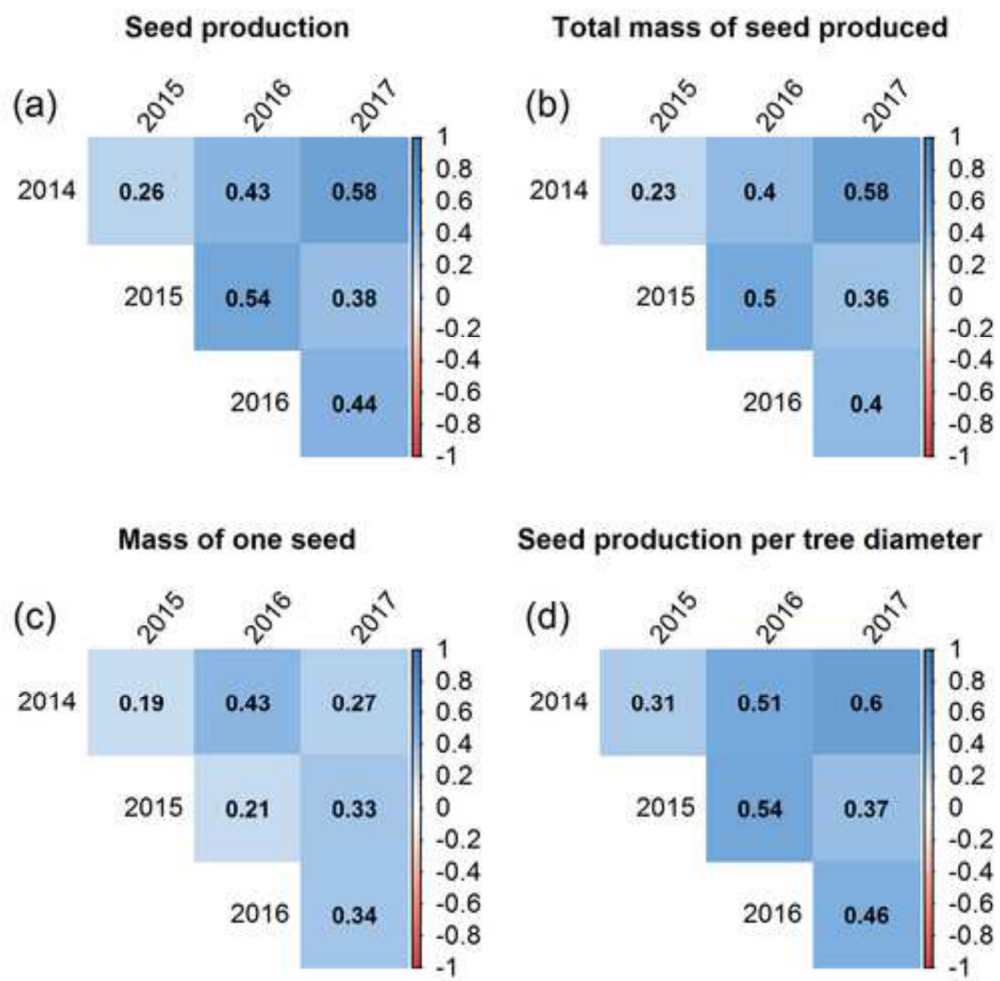 Seed production
Total mass of seed produced
(a)
2015 2016 2017
2014 0.26 0.43 0.58
2015 0.54 0.38
2016 0.44
1
0.8
0.6
0.4
0.2
0
-0.2
-0.4
-0.6
-0.8
-1
(b)
2015 2016 2017
2014 0.23 0.4 0.58
2015 0.5 0.36
2016 0.4
1
0.8
0.6
0.4
0.2
0
-0.2
-0.4
-0.6
-0.8
-1
Mass of one seed
Seed production per tree diameter
(c)
2015 2016 2017
2014 0.19 0.43 0.27
2015 0.21 0.33
2016 0.34
1
0.8
0.6
0.4
0.2
0
-0.2
-0.4
-0.6
-0.8
-1
(d)
2015 2016 2017
2014 0.31 0.51 0.6
2015 0.54 0.37
2016 0.46
1
0.8
0.6
0.4
0.2
0
-0.2
-0.4
-0.6
-0.8
-1